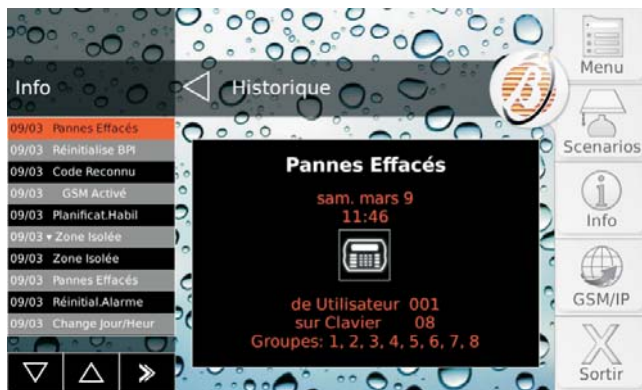 Info
Historique
09/03 Pannes Effacés
09/03 Réinitialise BPI
09/03 Code Reconnu
09/03 GSM Activé
09/03 Planificat.Habil
09/03 ▾ Zone Isolée
09/03 Zone Isolée
09/03 Pannes Effacés
09/03 Réinitial.Alarme
09/03 Change Jour/Heur
Pannes Effacés
sam. mars 9
11:46
de Utilisateur 001
sur Clavier 08
Groupes: 1, 2, 3, 4, 5, 6, 7, 8
Menu
Scenarios
Info
GSM/IP
Sortir